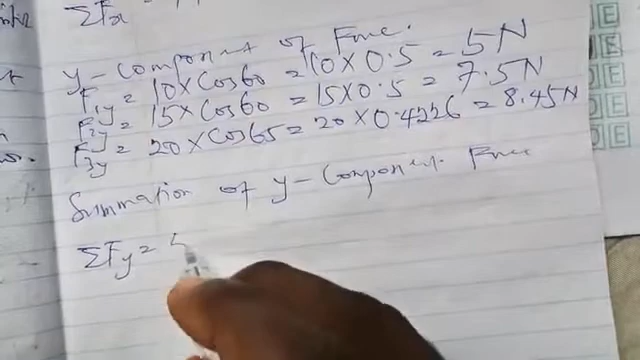 ΣFx =
y-component of Force.
F1y = 10 × Cos60 = 10 × 0.5 = 5N
F2y = 15 × Cos60 = 15 × 0.5 = 7.5N
F3y = 20 × Cos65 = 20 × 0.4226 = 8.45N
Summation of y-component Force
ΣFy = 5